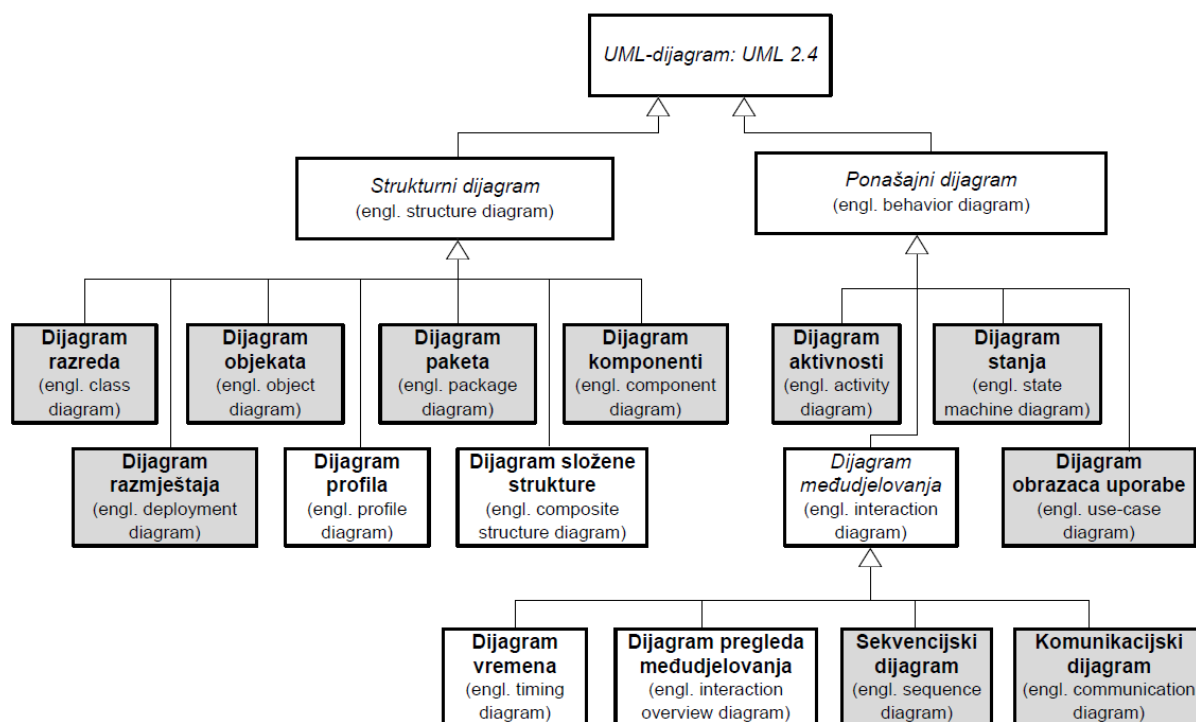 UML-dijagram: UML 2.4
Strukturni dijagram
(engl. structure diagram)
Ponašajni dijagram
(engl. behavior diagram)
Dijagram
razreda
(engl. class
diagram)
Dijagram
objekata
(engl. object
diagram)
Dijagram
paketa
(engl. package
diagram)
Dijagram
komponenti
(engl. component
diagram)
Dijagram
aktivnosti
(engl. activity
diagram)
Dijagram
stanja
(engl. state
machine diagram)
Dijagram
razmještaja
(engl. deployment
diagram)
Dijagram
profila
(engl. profile
diagram)
Dijagram složene
strukture
(engl. composite
structure diagram)
Dijagram
međudjelovanja
(engl. interaction
diagram)
Dijagram
obrazaca uporabe
(engl. use-case
diagram)
Dijagram
vremena
(engl. timing
diagram)
Dijagram pregleda
međudjelovanja
(engl. interaction
overview diagram)
Sekvencijski
dijagram
(engl. sequence
diagram)
Komunikacijski
dijagram
(engl. communication
diagram)